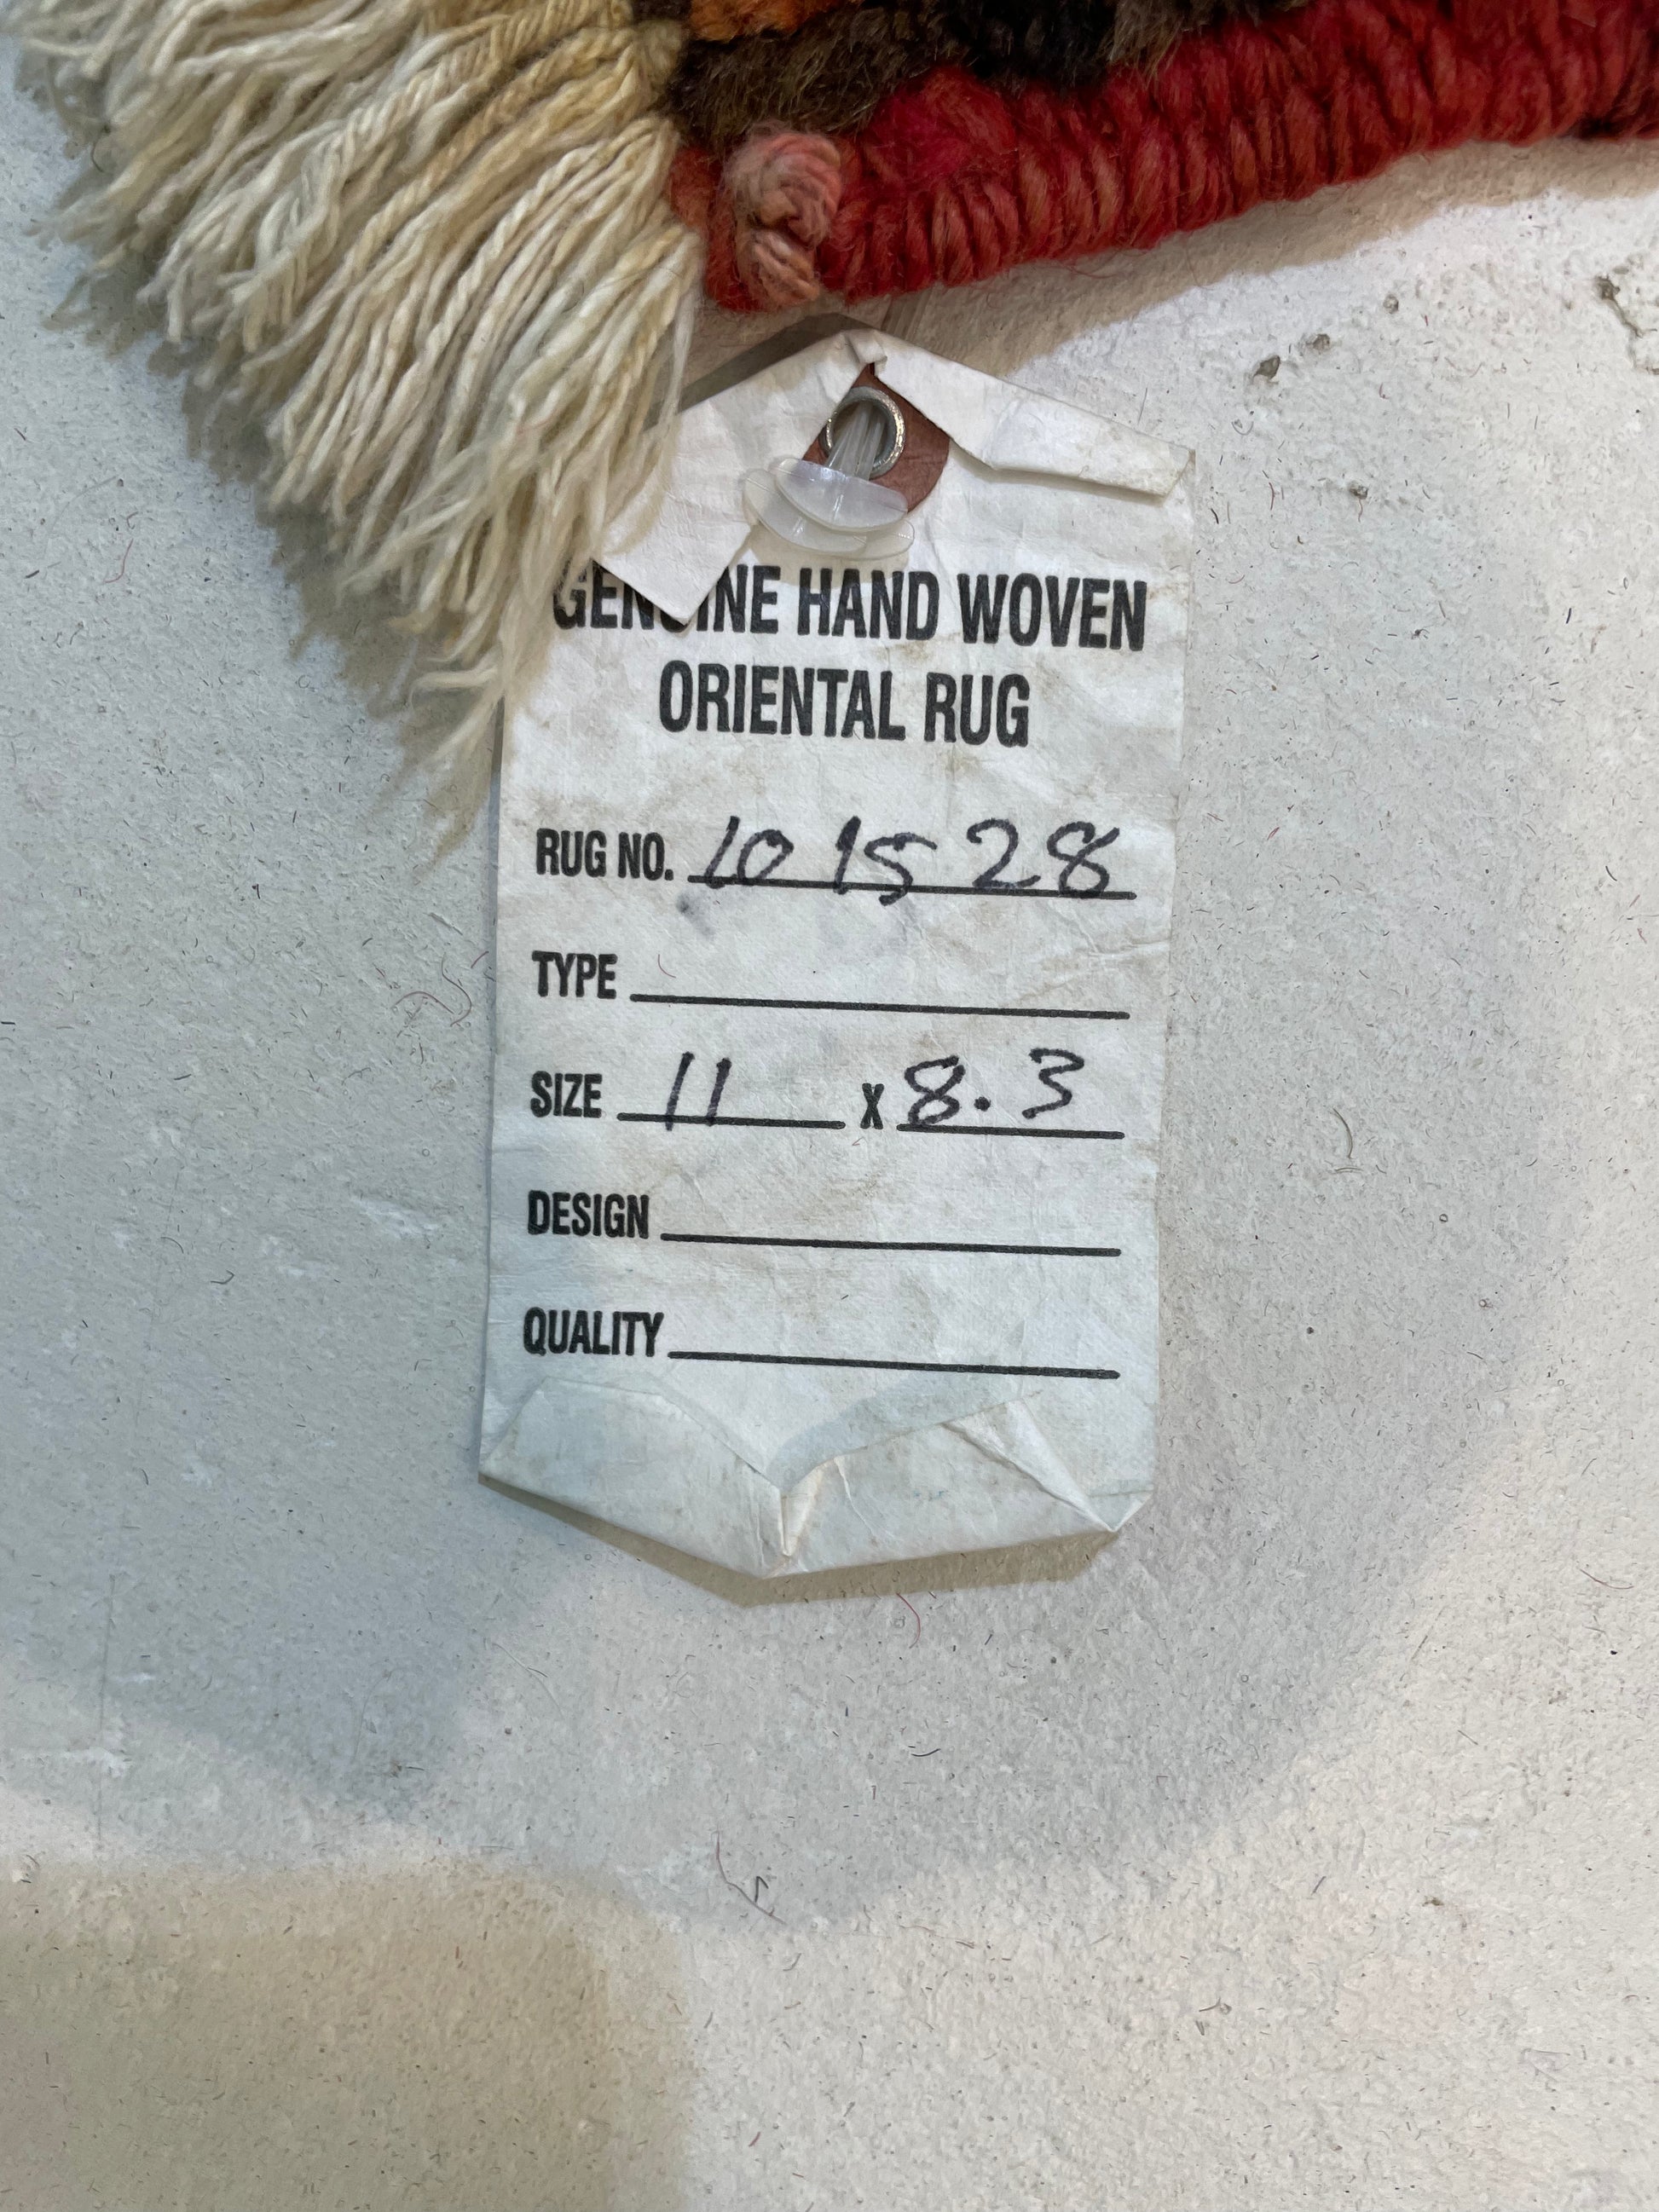 GENUINE HAND WOVEN
ORIENTAL RUG
RUG NO. 101528
TYPE
SIZE 11 X 8.3
DESIGN
QUALITY